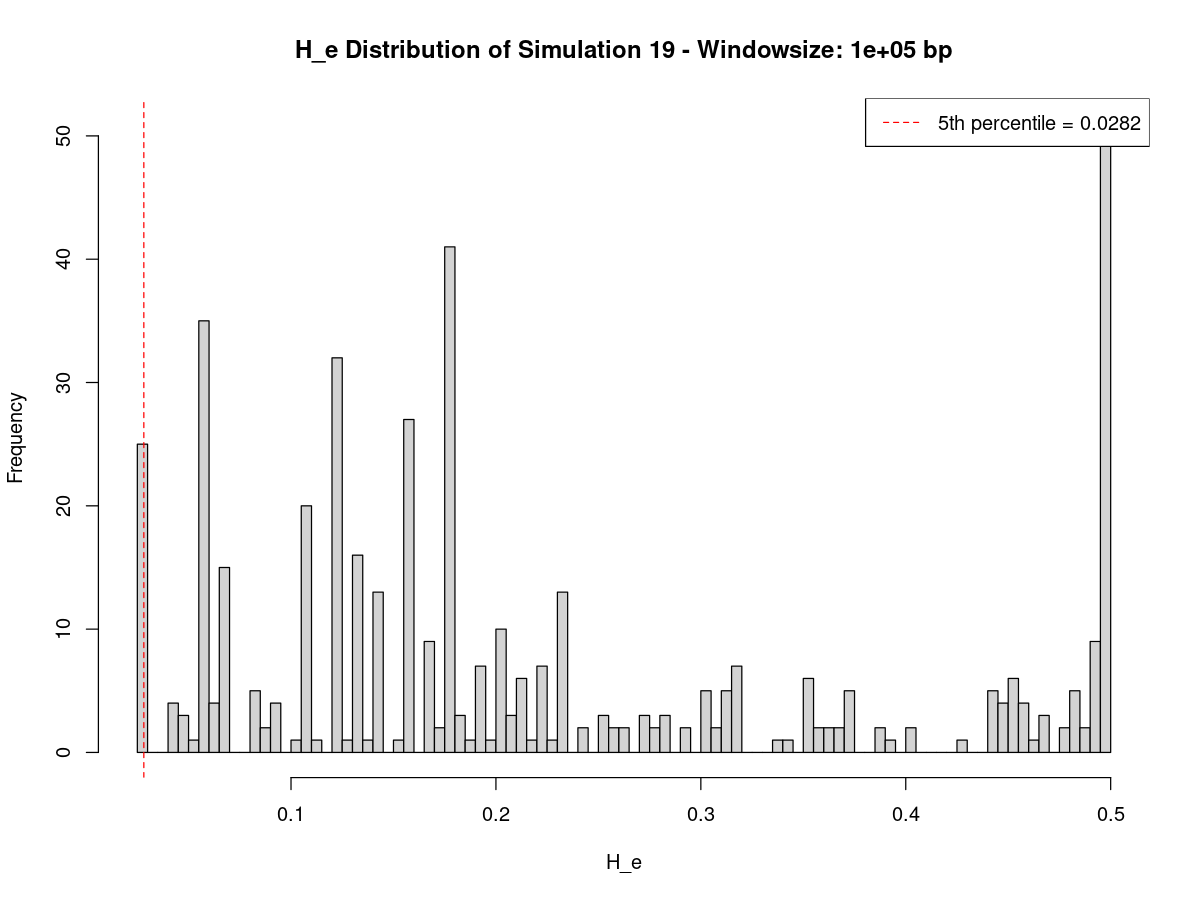 H_e Distribution of Simulation 19 - Windowsize: 1e+05 bp
5th percentile = 0.0282
Frequency
50
40
30
20
10
0
0.1 0.2 0.3 0.4 0.5
H_e